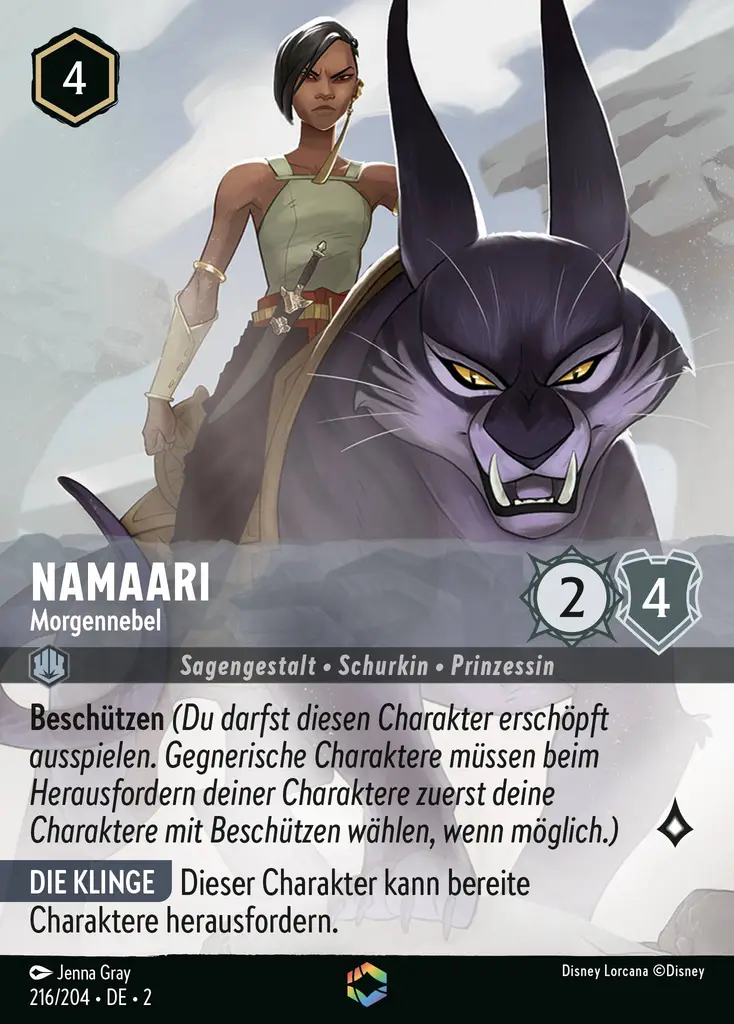 4
NAMAARI
Morgennebel
2
4
Sagengestalt • Schurkin • Prinzessin
Beschützen (Du darfst diesen Charakter erschöpft
ausspielen. Gegnerische Charaktere müssen beim
Herausfordern deiner Charaktere zuerst deine
Charaktere mit Beschützen wählen, wenn möglich.)
DIE KLINGE Dieser Charakter kann bereite
Charaktere herausfordern.
Jenna Gray
Disney Lorcana ©Disney
216/204 • DE • 2